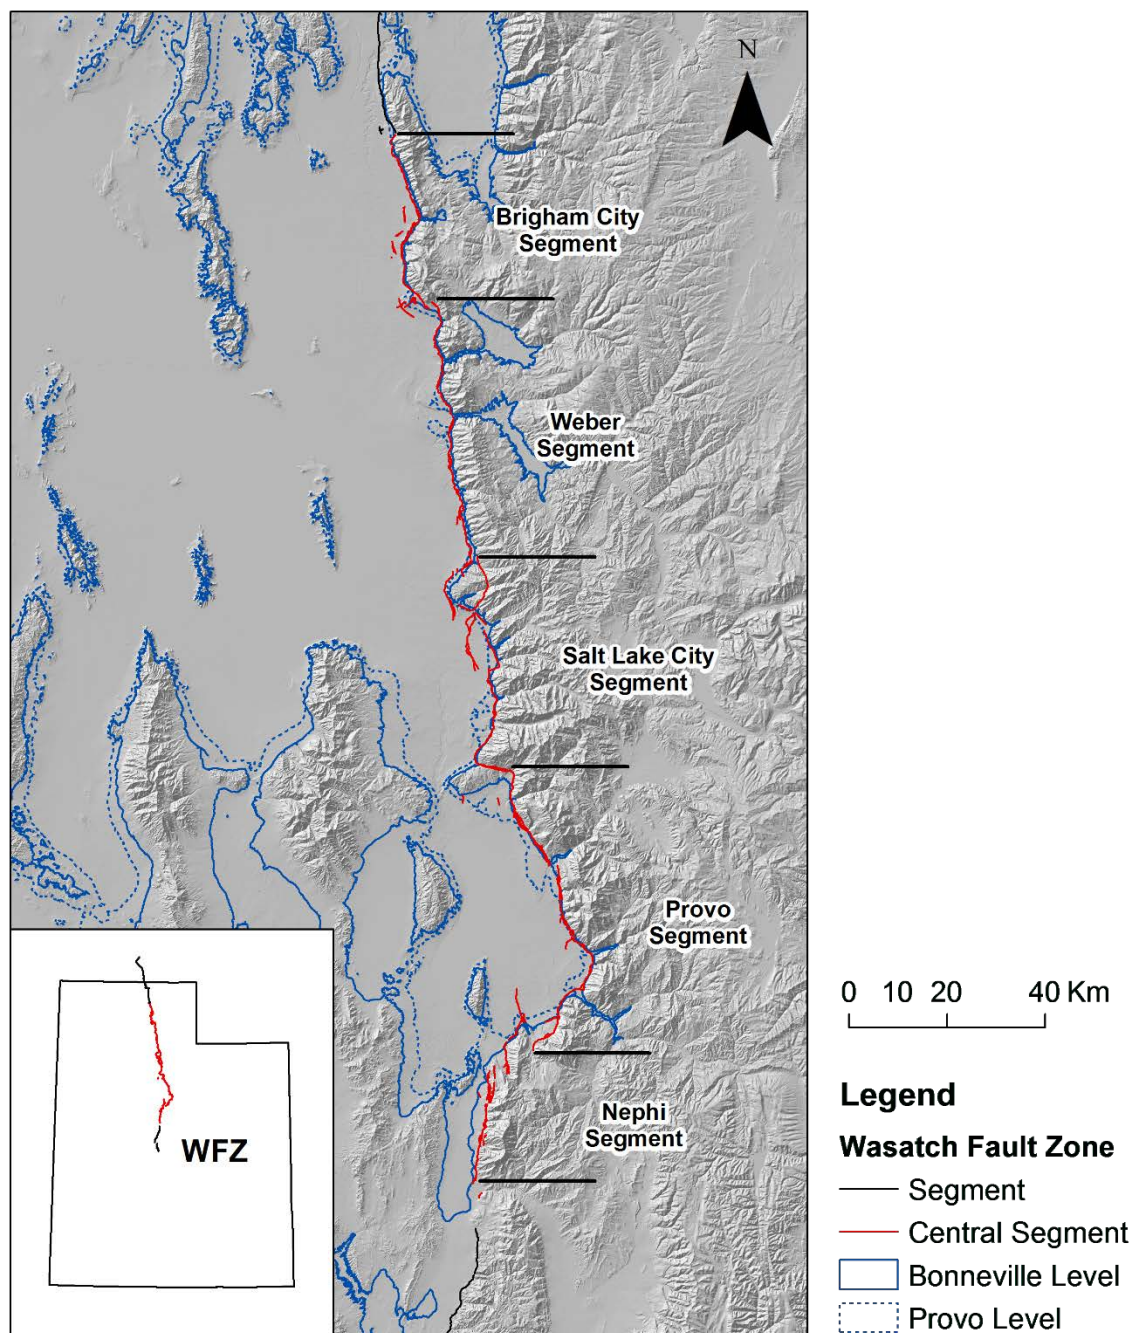 N
Brigham City
Segment
Weber
Segment
Salt Lake City
Segment
Provo
Segment
Nephi
Segment
WFZ
0 10 20 40 Km
Legend
Wasatch Fault Zone
Segment
Central Segment
Bonneville Level
Provo Level